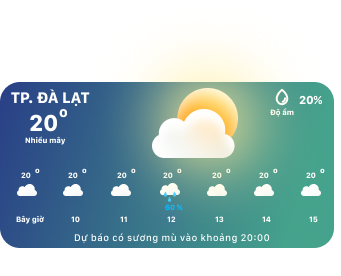 TP. ĐÀ LẠT
20°
Nhiều mây
20%
Độ ẩm
20° 20° 20° 20° 20° 20° 20°
60%
Bây giờ 10 11 12 13 14 15
Dự báo có sương mù vào khoảng 20:00